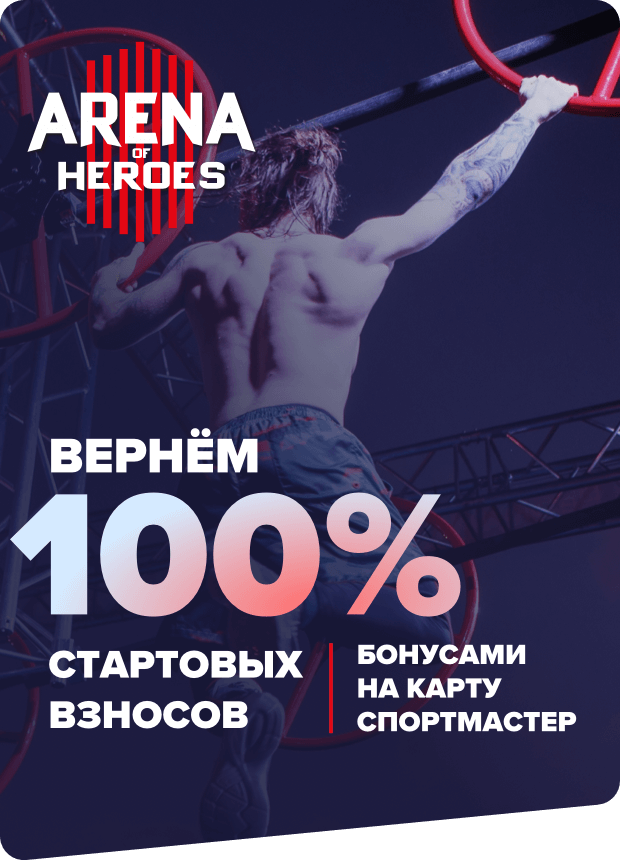 ARENA
OF
HEROES
ВЕРНЁМ
100%
СТАРТОВЫХ
ВЗНОСОВ
БОНУСАМИ
НА КАРТУ
СПОРТМАСТЕР